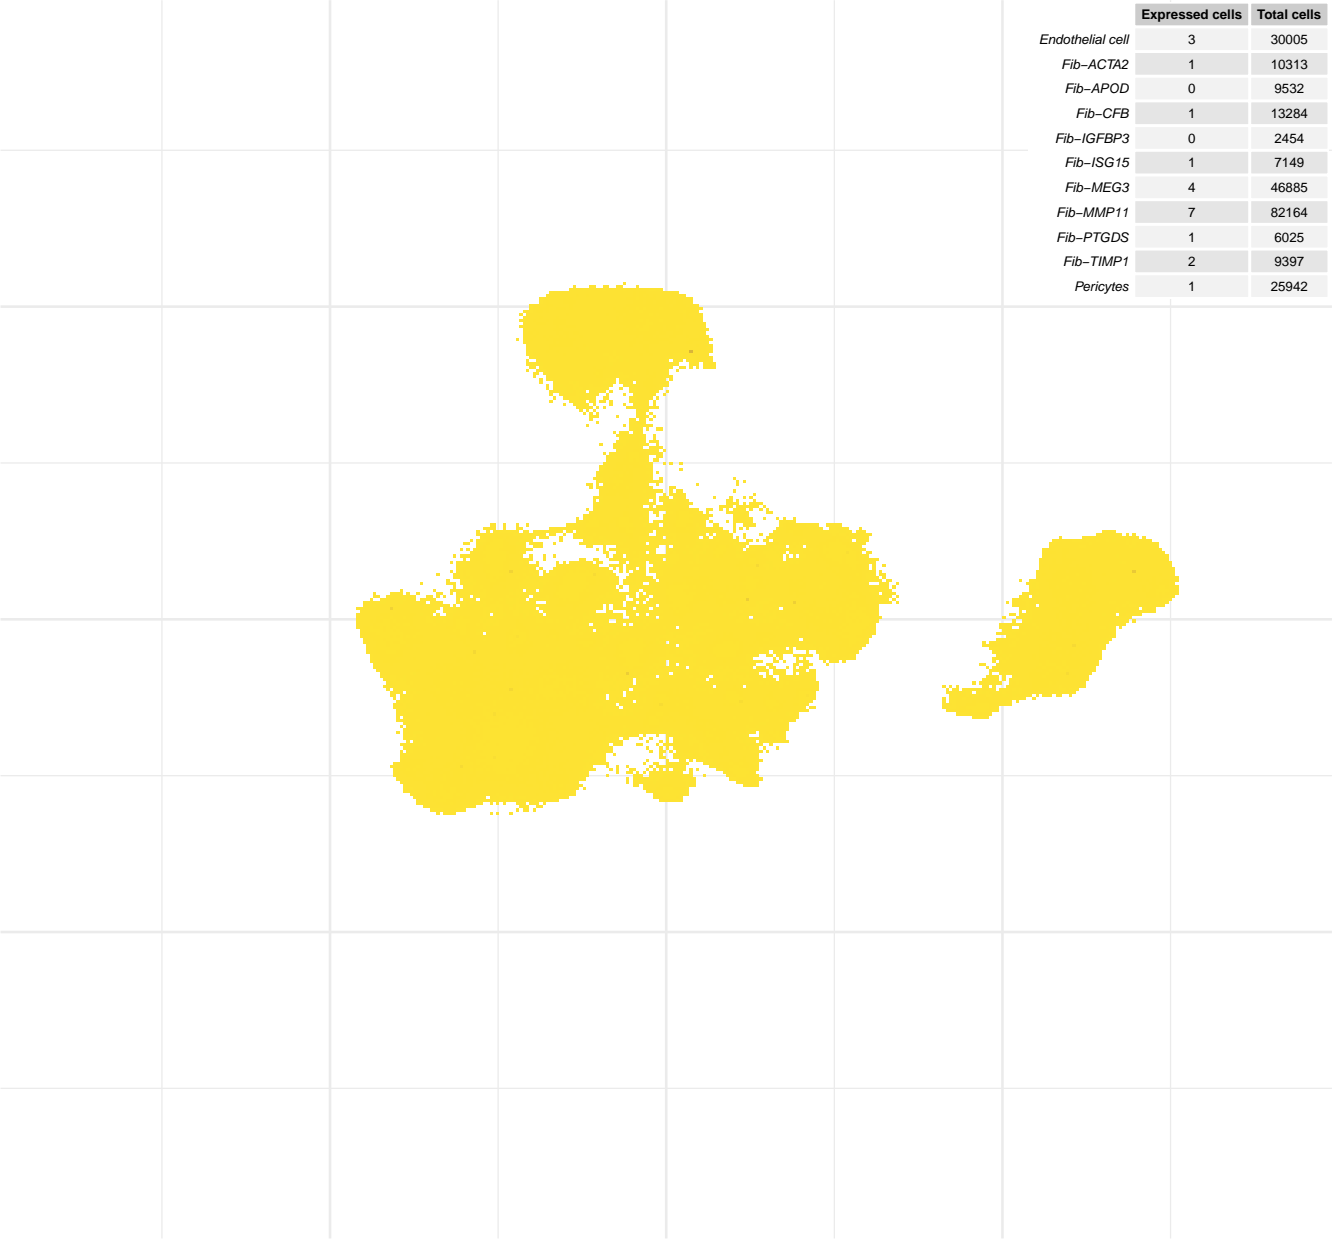 Expressed cells Total cells
Endothelial cell 3 30005
Fib−ACTA2 1 10313
Fib−APOD 0 9532
Fib−CFB 1 13284
Fib−IGFBP3 0 2454
Fib−ISG15 1 7149
Fib−MEG3 4 46885
Fib−MMP11 7 82164
Fib−PTGDS 1 6025
Fib−TIMP1 2 9397
Pericytes 1 25942